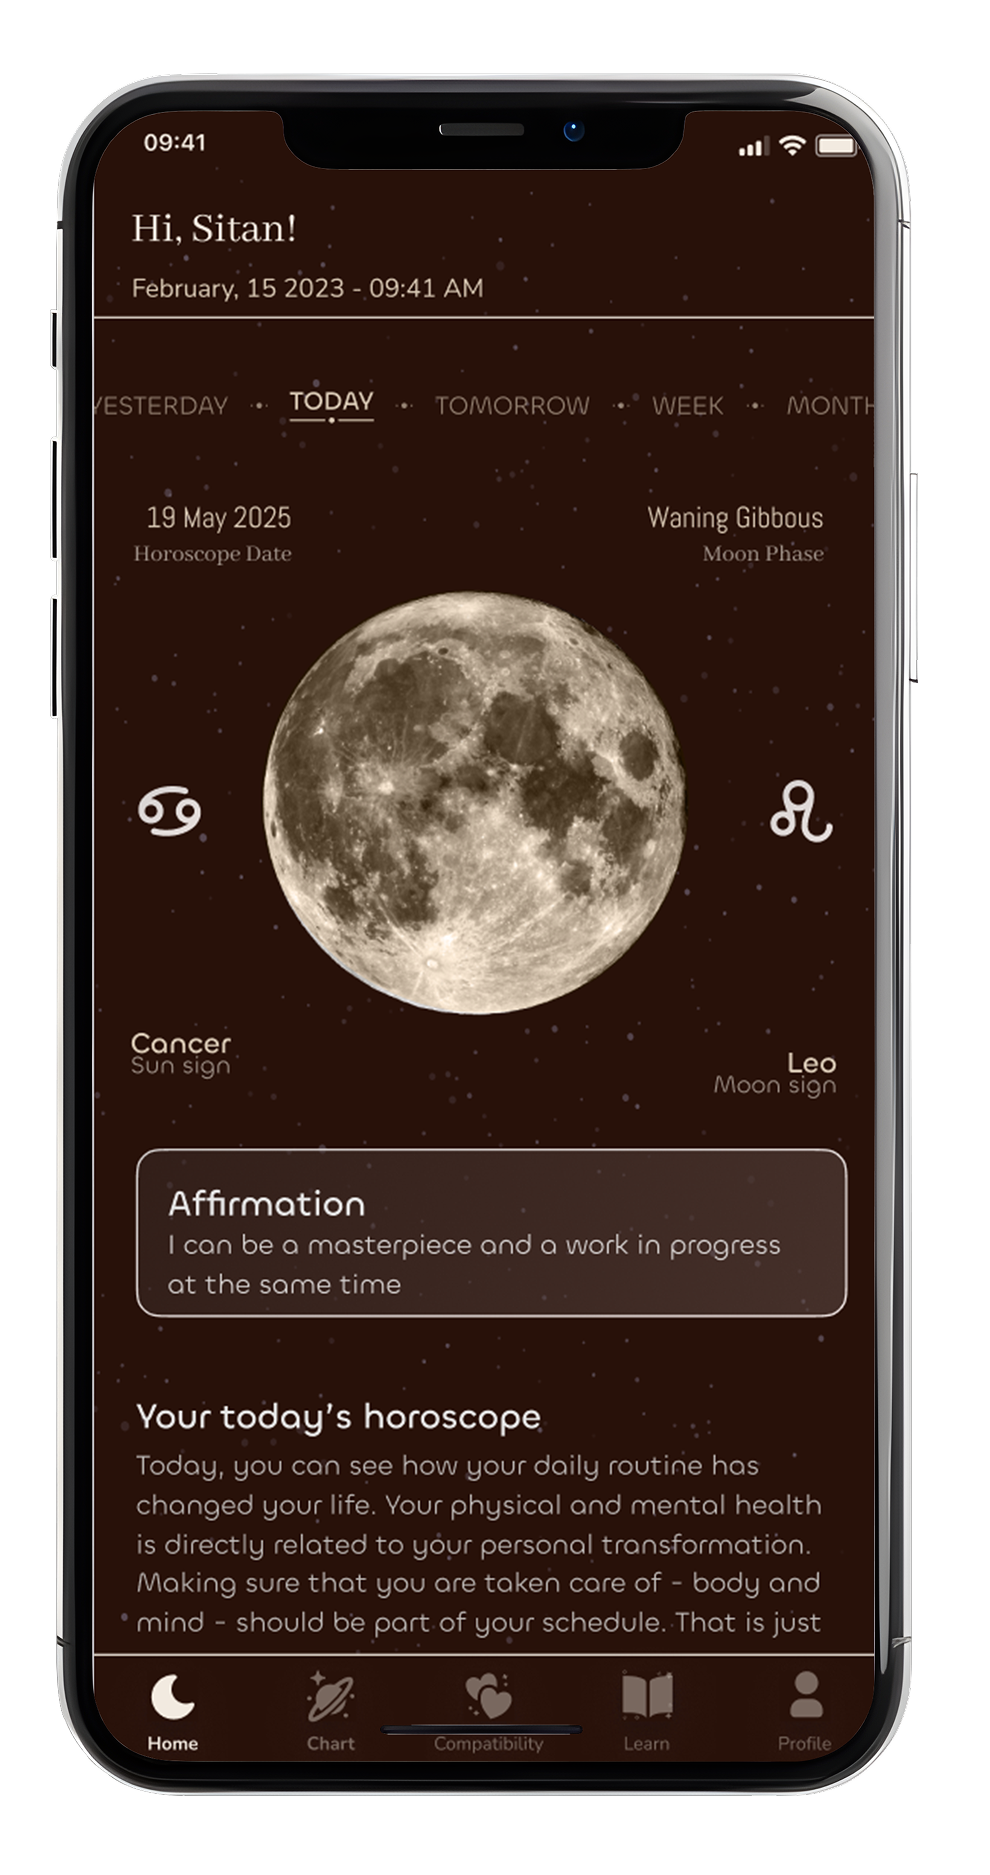 09:41
Hi, Sitan!
February, 15 2023 - 09:41 AM
YESTERDAY TODAY TOMORROW WEEK MONTH
19 May 2025
Horoscope Date
Waning Gibbous
Moon Phase
Cancer
Sun sign
Leo
Moon sign
Affirmation
I can be a masterpiece and a work in progress
at the same time
Your today's horoscope
Today, you can see how your daily routine has
changed your life. Your physical and mental health
is directly related to your personal transformation.
Making sure that you are taken care of - body and
mind - should be part of your schedule. That is just
Home Chart Compatibility Learn Profile